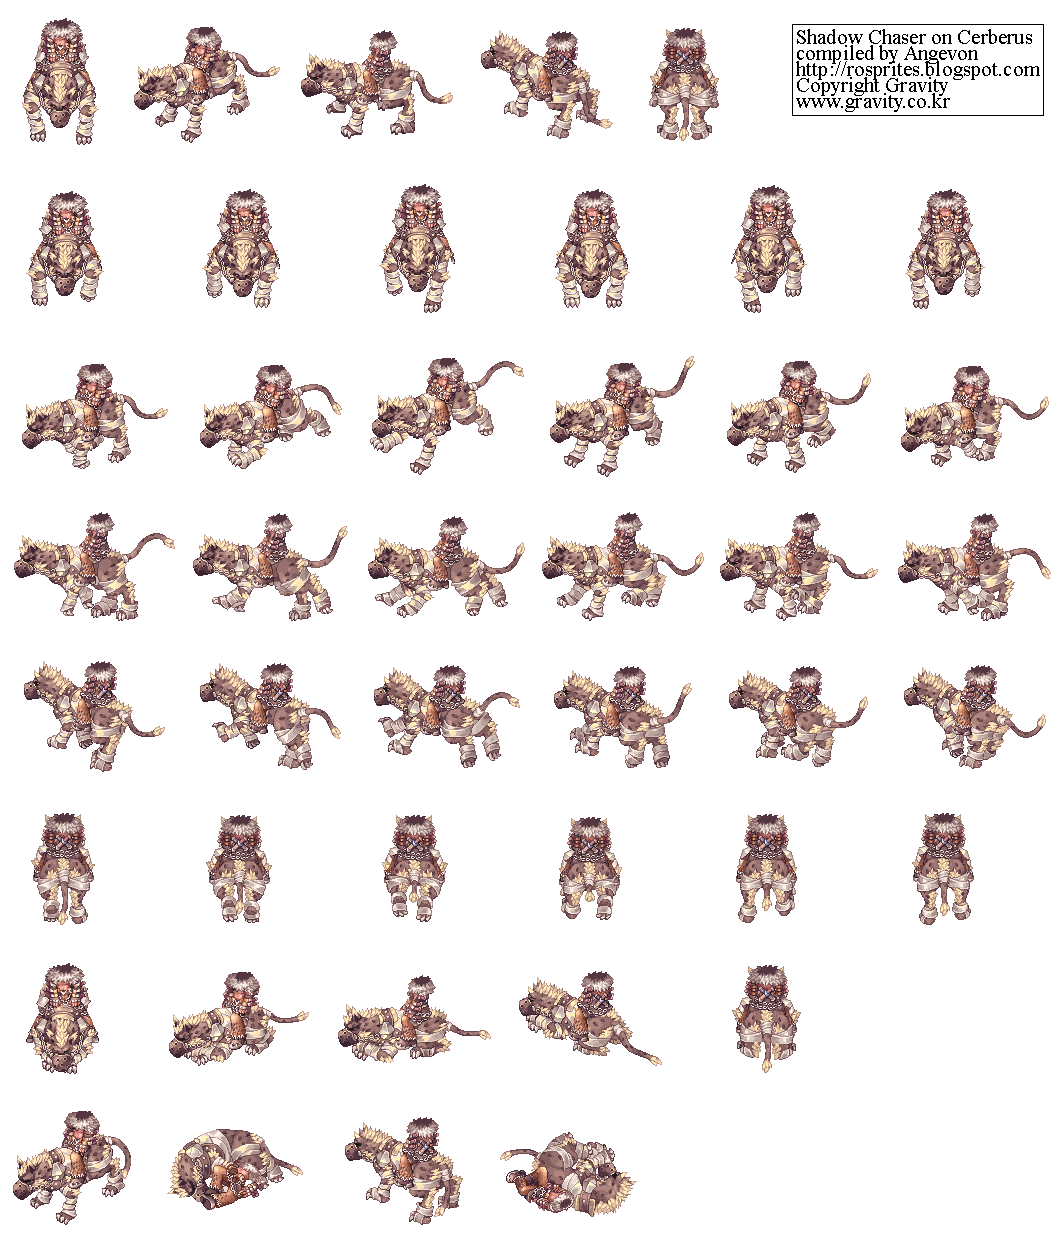 Shadow Chaser on Cerberus
compiled by Angevon
http://rosprites.blogspot.com
Copyright Gravity
www.gravity.co.kr